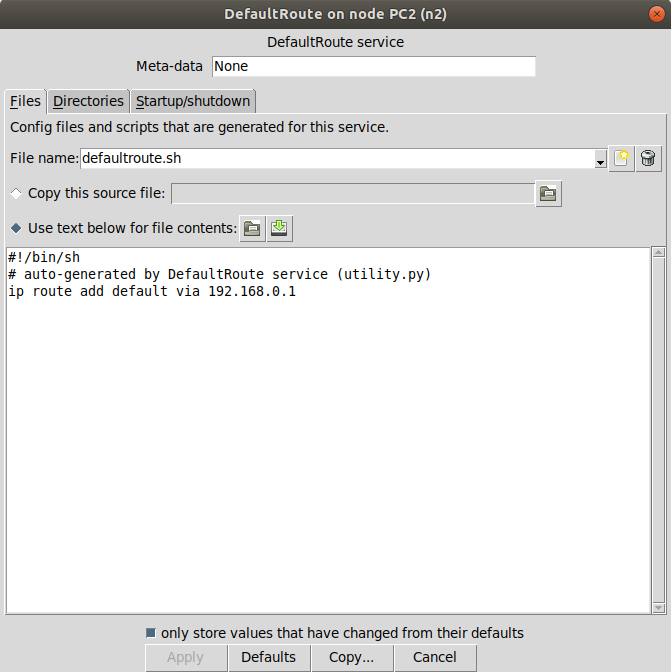 DefaultRoute on node PC2 (n2)
DefaultRoute service
Meta-data None
Files Directories Startup/shutdown
Config files and scripts that are generated for this service.
File name: defaultroute.sh
Copy this source file:
Use text below for file contents:
#!/bin/sh
# auto-generated by DefaultRoute service (utility.py)
ip route add default via 192.168.0.1
only store values that have changed from their defaults
Apply Defaults Copy... Cancel